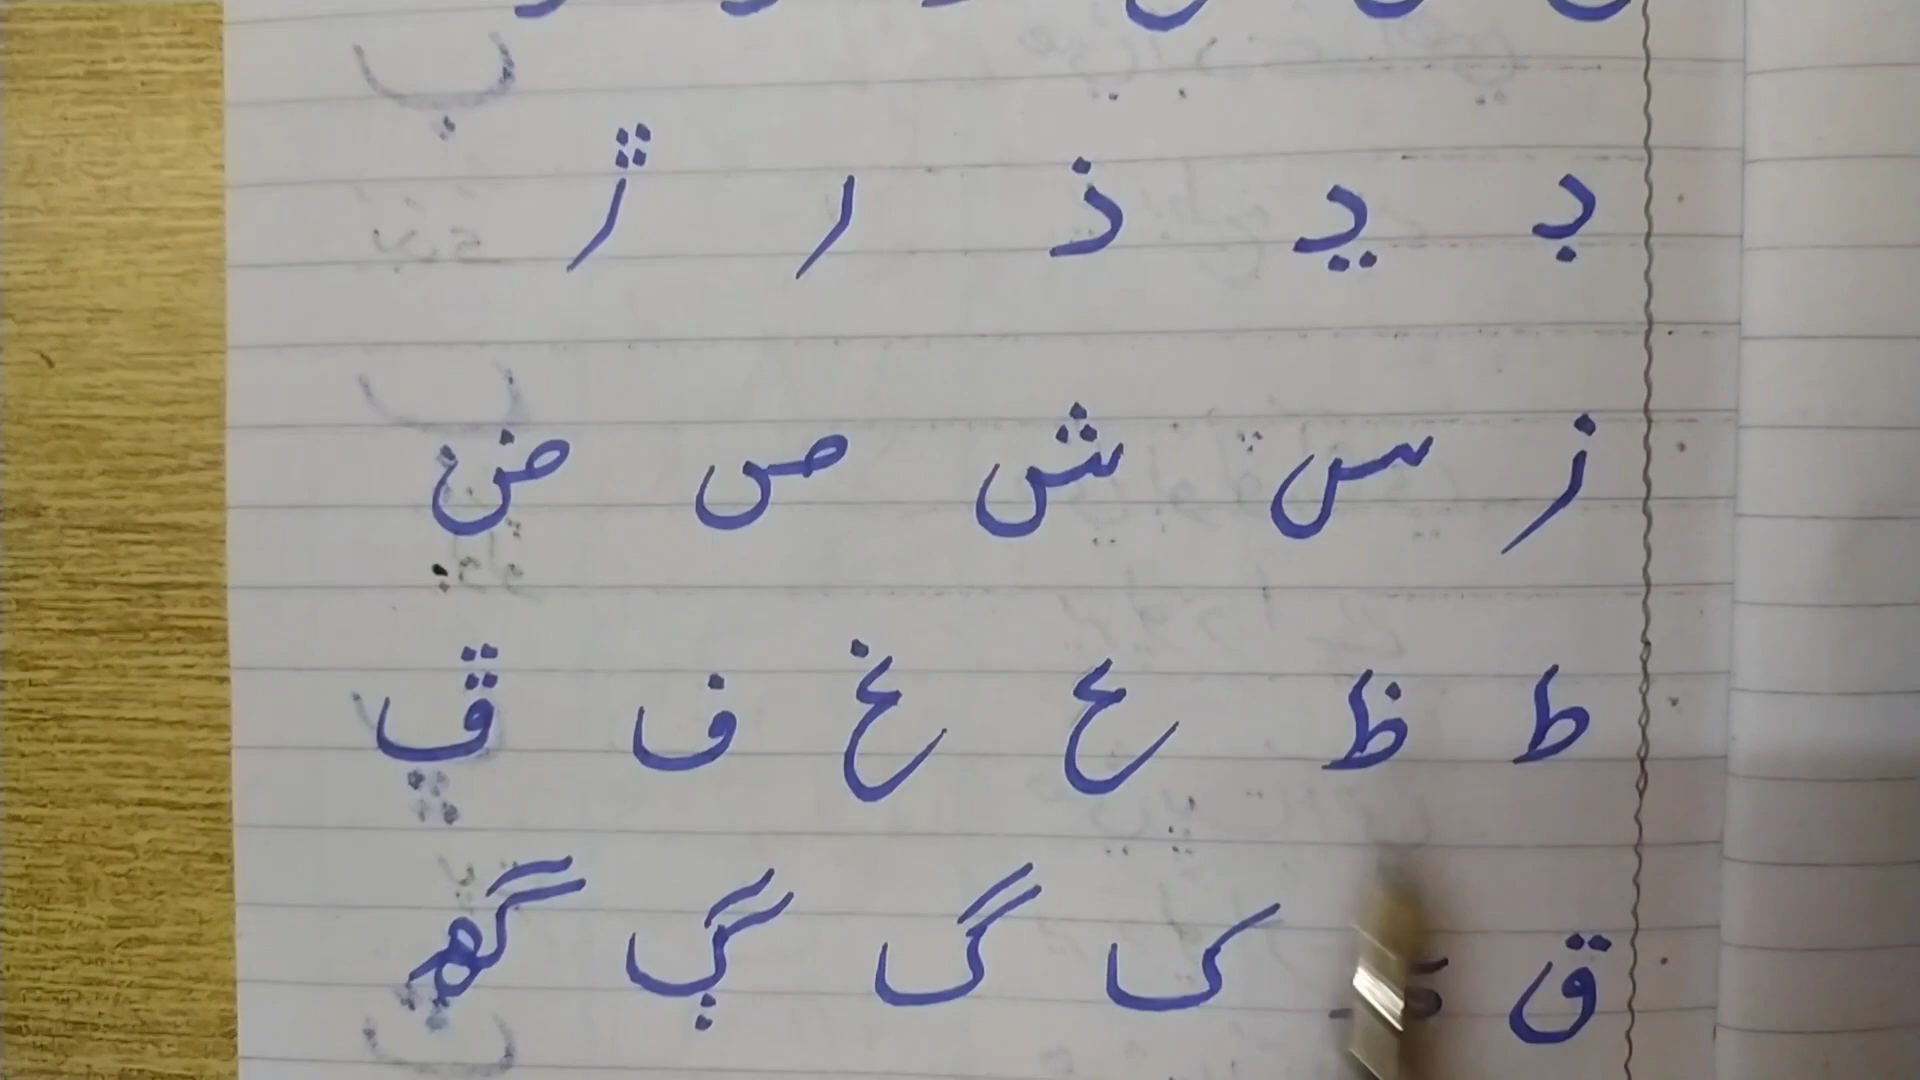 ڊ ڍ ذ ر ڙ
ز س ش ص ض
ط ظ ع غ ف ڦ
ق ک گ ڳ گھ